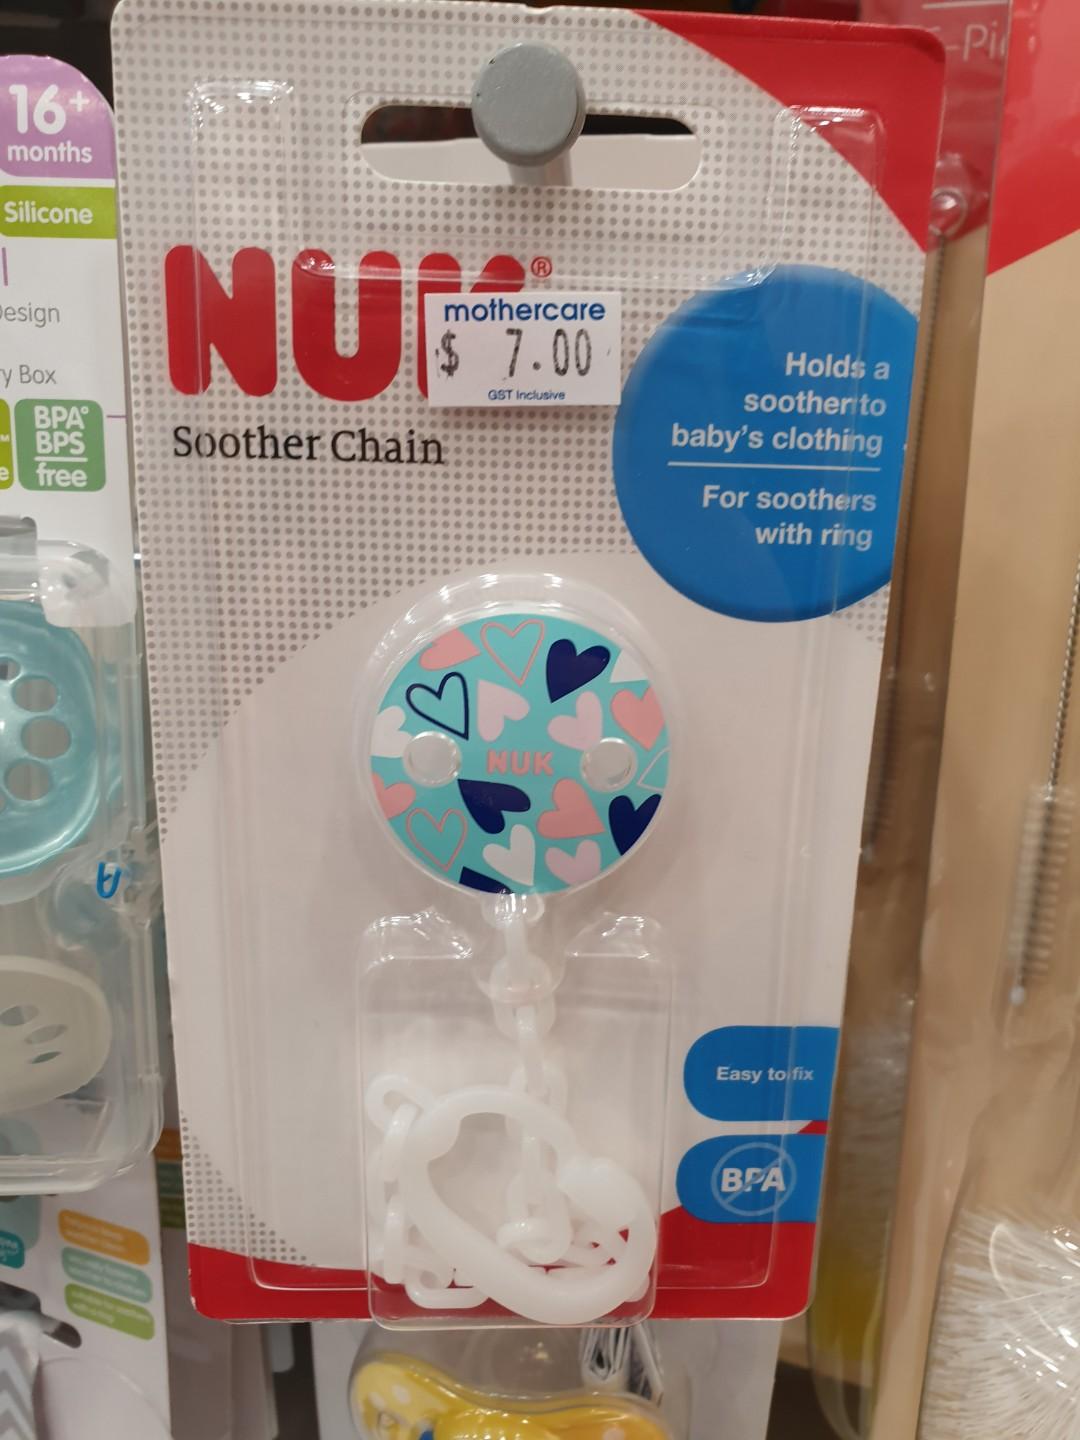 16+
months
Silicone
esign
y Box
BPA°
BPS
free
NUK®
mothercare
$ 7.00
GST Inclusive
Soother Chain
Holds a
soother to
baby's clothing
For soothers
with ring
NUK
Easy to fix
BPA